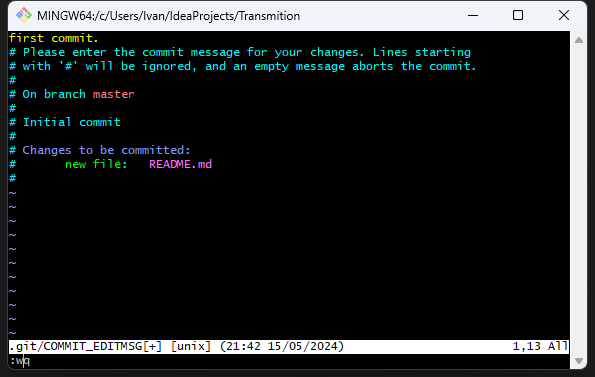 MINGW64:/c/Users/Ivan/IdeaProjects/Transmition
first commit.
# Please enter the commit message for your changes. Lines starting
# with '#' will be ignored, and an empty message aborts the commit.
#
# On branch master
#
# Initial commit
#
# Changes to be committed:
#       new file:   README.md
#
~
~
~
~
~
~
~
~
~
~
~
.git/COMMIT_EDITMSG[+] [unix] (21:42 15/05/2024)                        1,13 All
:wq